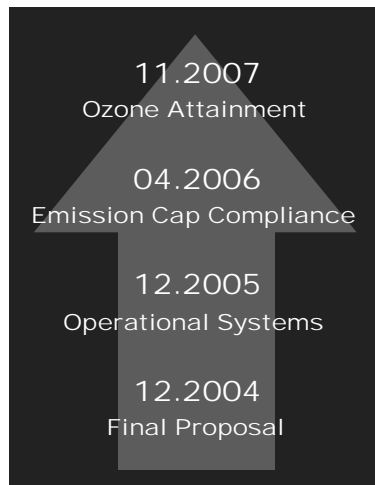 11.2007
Ozone Attainment
04.2006
Emission Cap Compliance
12.2005
Operational Systems
12.2004
Final Proposal